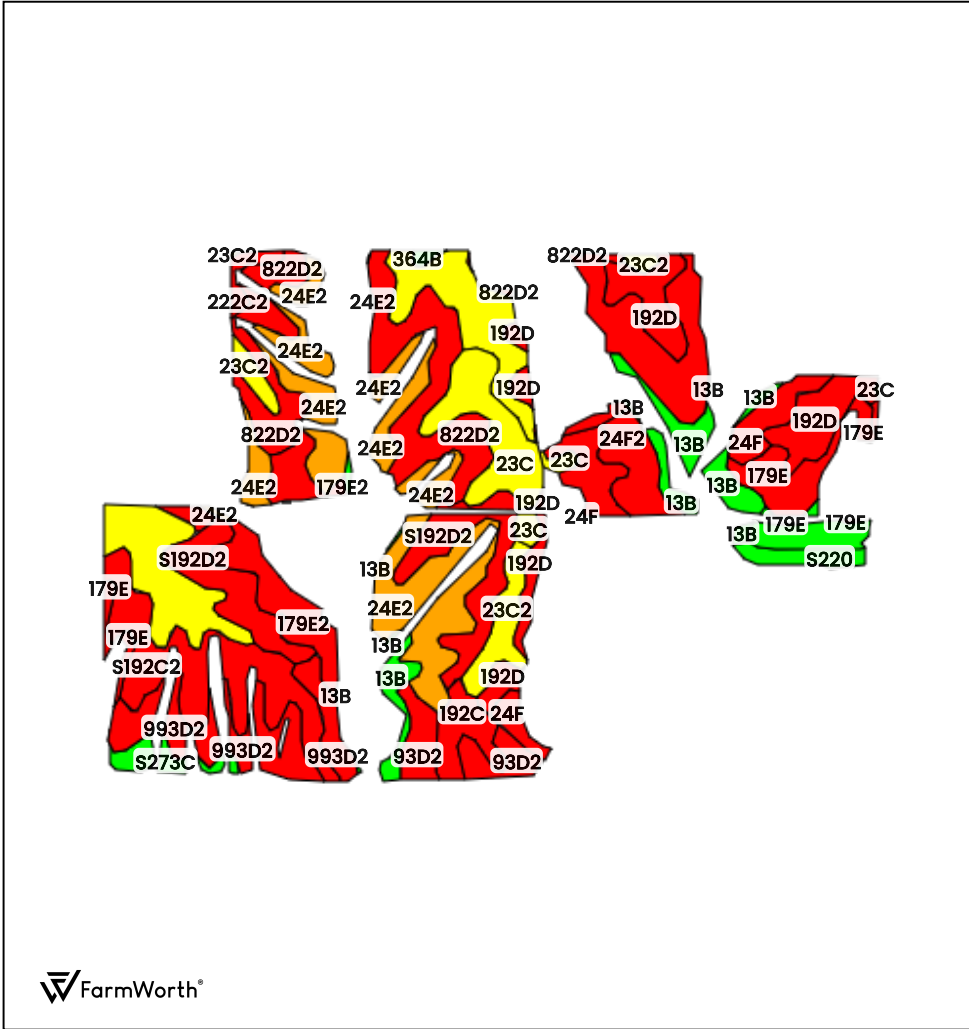 23C2
822D2
364B
822D2
23C2
222C2
24E2
24E2
822D2
192D
192D
24E2
23C2
24E2
192D
13B
13B
23C
24E2
13B
192D
822D2
822D2
24F2
13B
24F
179E
24E2
23C
23C
179E
24E2
179E2
24E2
192D
13B
13B
24F
24E2
S192D2
23C
13B
179E
179E
S192D2
13B
192D
S220
179E
24E2
23C2
179E2
179E
13B
S192C2
13B
192D
13B
192C
24F
993D2
993D2
993D2
93D2
93D2
S273C
FarmWorth®